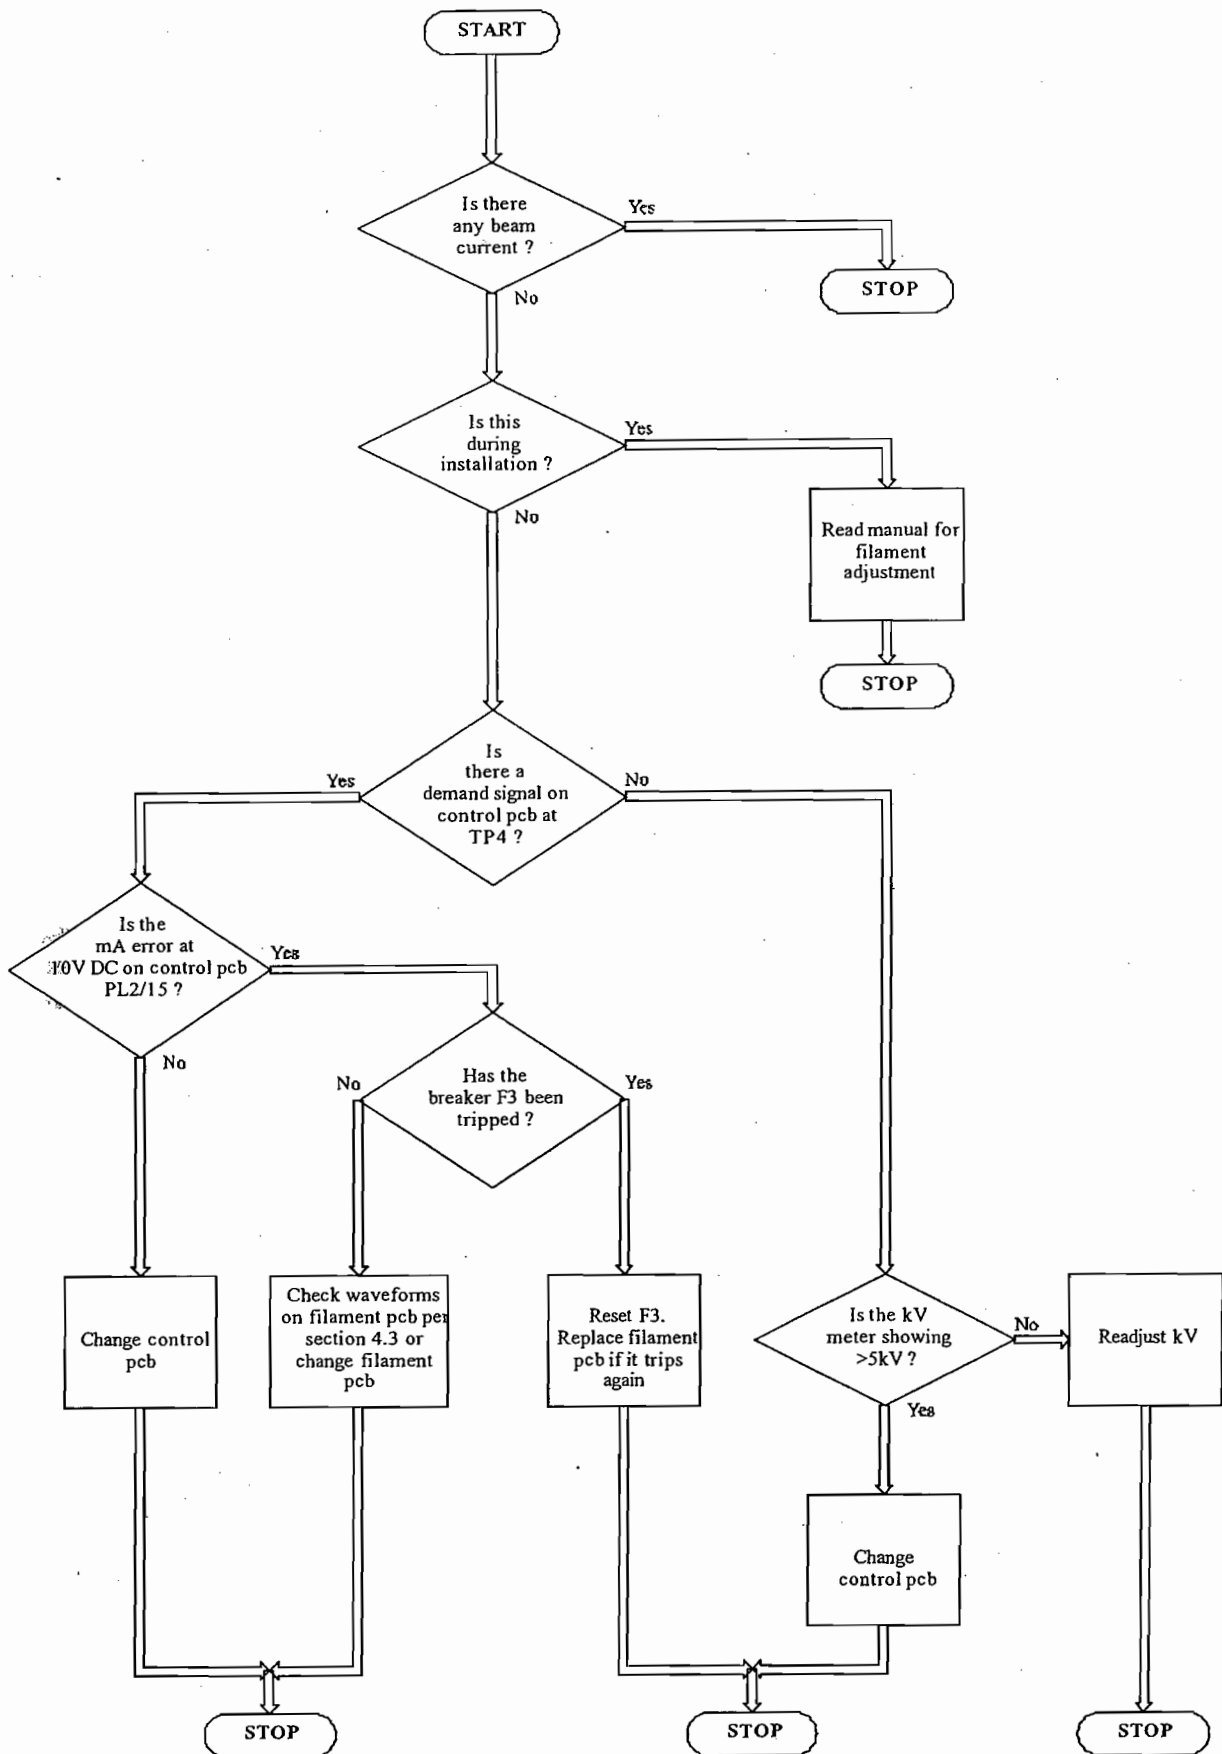 START
Is there
any beam
current ?
Yes
STOP
No
Is this
during
installation ?
Yes
Read manual for
filament
adjustment
STOP
No
Is
there a
demand signal on
control pcb at
TP4 ?
Yes
No
Is the
mA error at
10V DC on control pcb
PL2/15 ?
Yes
No
Has the
breaker F3 been
tripped ?
No
Yes
Change control
pcb
Check waveforms
on filament pcb per
section 4.3 or
change filament
pcb
Reset F3.
Replace filament
pcb if it trips
again
Is the kV
meter showing
>5kV ?
No
Readjust kV
Yes
Change
control pcb
STOP
STOP
STOP